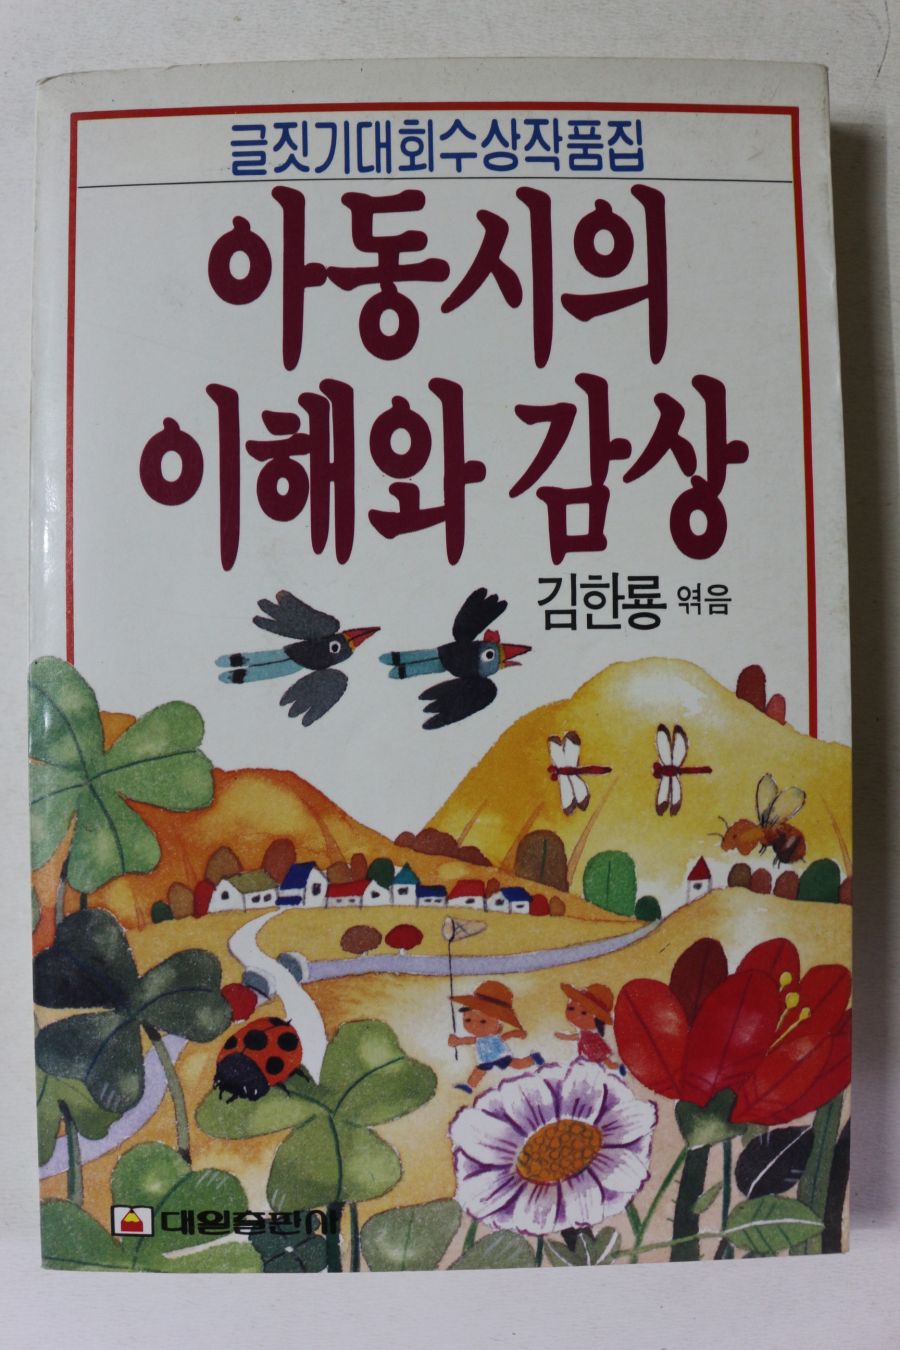 글짓기대회수상작품집
아동시의
이해와 감상
김한룡 엮음
대일출판사